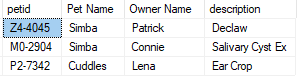 petid Pet Name Owner Name description
Z4-4045 Simba Patrick Declaw
M0-2904 Simba Connie Salivary Cyst Ex
P2-7342 Cuddles Lena Ear Crop